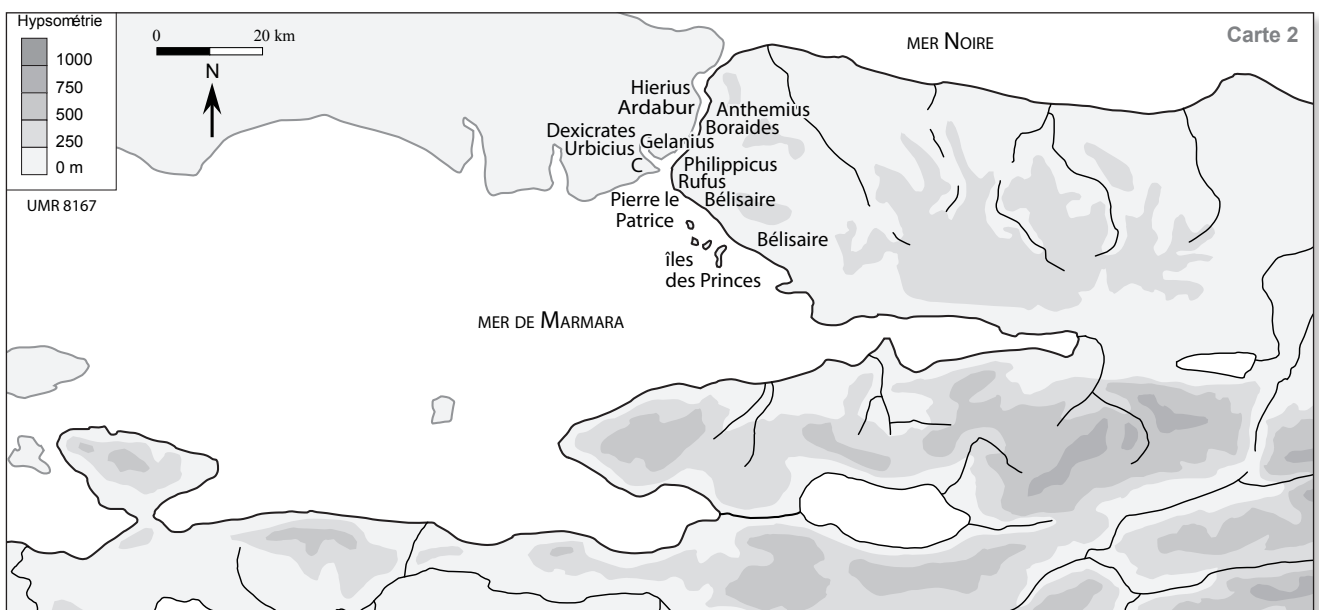 Hypsométrie
1000
750
500
250
0 m
UMR 8167
0 20 km
N
MER NOIRE
Carte 2
Hierius
Ardabur
Anthemius
Boraides
Dexicrates
Gelanius
Urbicius
C
Philippicus
Rufus
Bélisaire
Pierre le
Patrice
Bélisaire
îles
des Princes
MER DE MARMARA